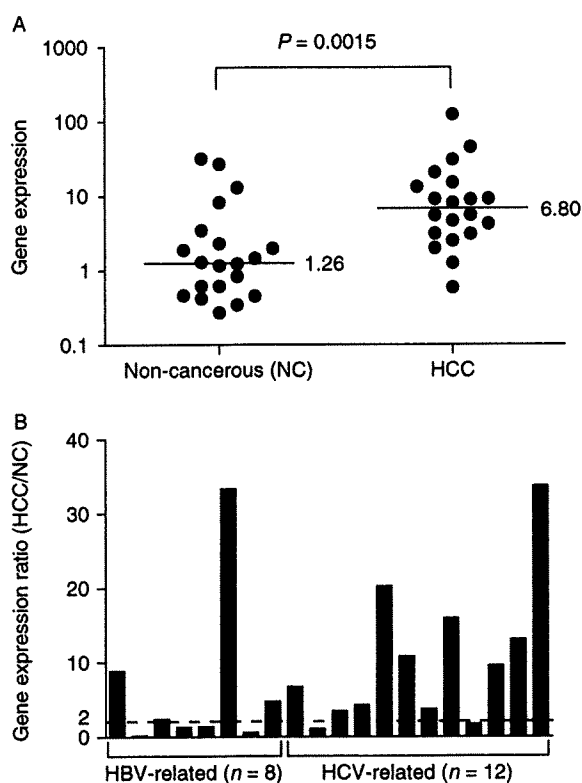 A
P = 0.0015
1000
100
10
1
0.1
Gene expression
1.26
6.80
Non-cancerous (NC)
HCC
B
40
30
20
10
2
0
Gene expression ratio (HCC/NC)
HBV-related (n = 8)
HCV-related (n = 12)